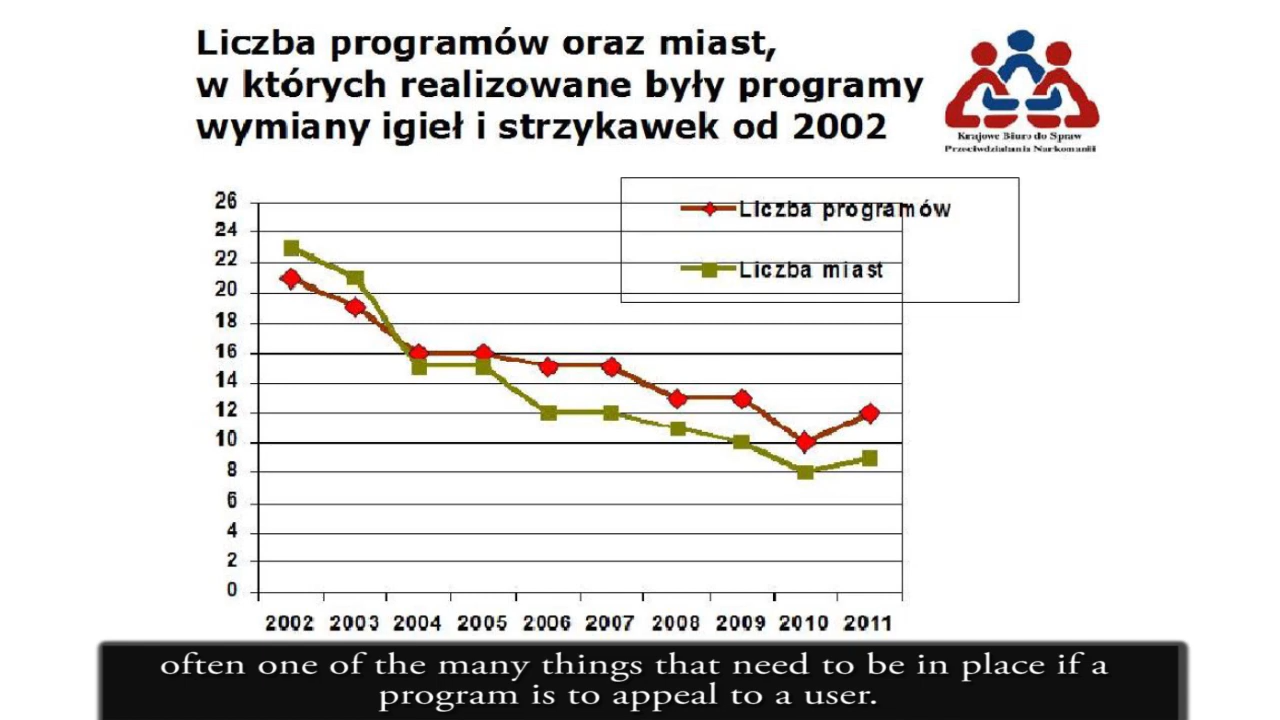 Liczba programów oraz miast,
w których realizowane były programy
wymiany igieł i strzykawek od 2002
Krajowe Biuro do Spraw
Przeciwdziałania Narkomanii
26
24
22
20
18
16
14
12
10
8
6
4
2
0
Liczba programów
Liczba miast
2002 2003 2004 2005 2006 2007 2008 2009 2010 2011
often one of the many things that need to be in place if a
program is to appeal to a user.